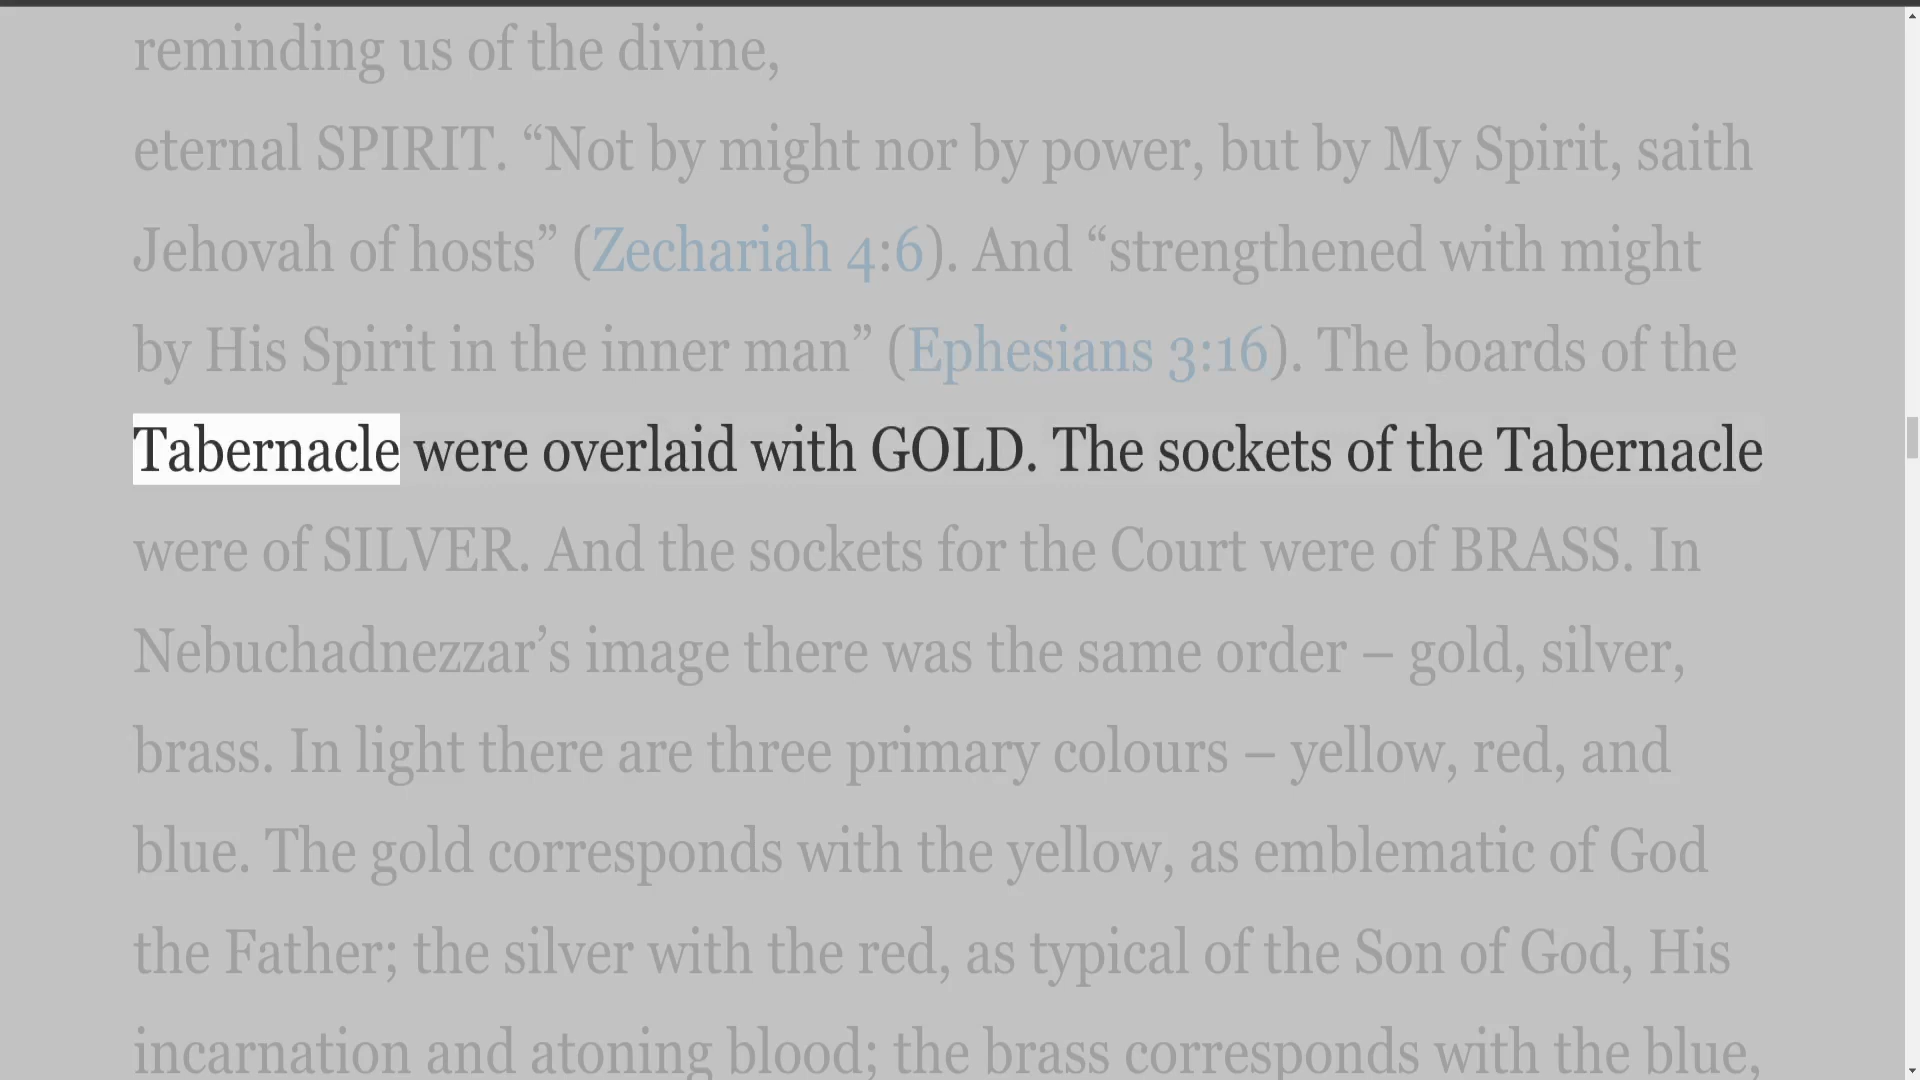 reminding us of the divine,
eternal SPIRIT. “Not by might nor by power, but by My Spirit, saith
Jehovah of hosts” (Zechariah 4:6). And “strengthened with might
by His Spirit in the inner man” (Ephesians 3:16). The boards of the
Tabernacle were overlaid with GOLD. The sockets of the Tabernacle
were of SILVER. And the sockets for the Court were of BRASS. In
Nebuchadnezzar’s image there was the same order – gold, silver,
brass. In light there are three primary colours – yellow, red, and
blue. The gold corresponds with the yellow, as emblematic of God
the Father; the silver with the red, as typical of the Son of God, His
incarnation and atoning blood; the brass corresponds with the blue,